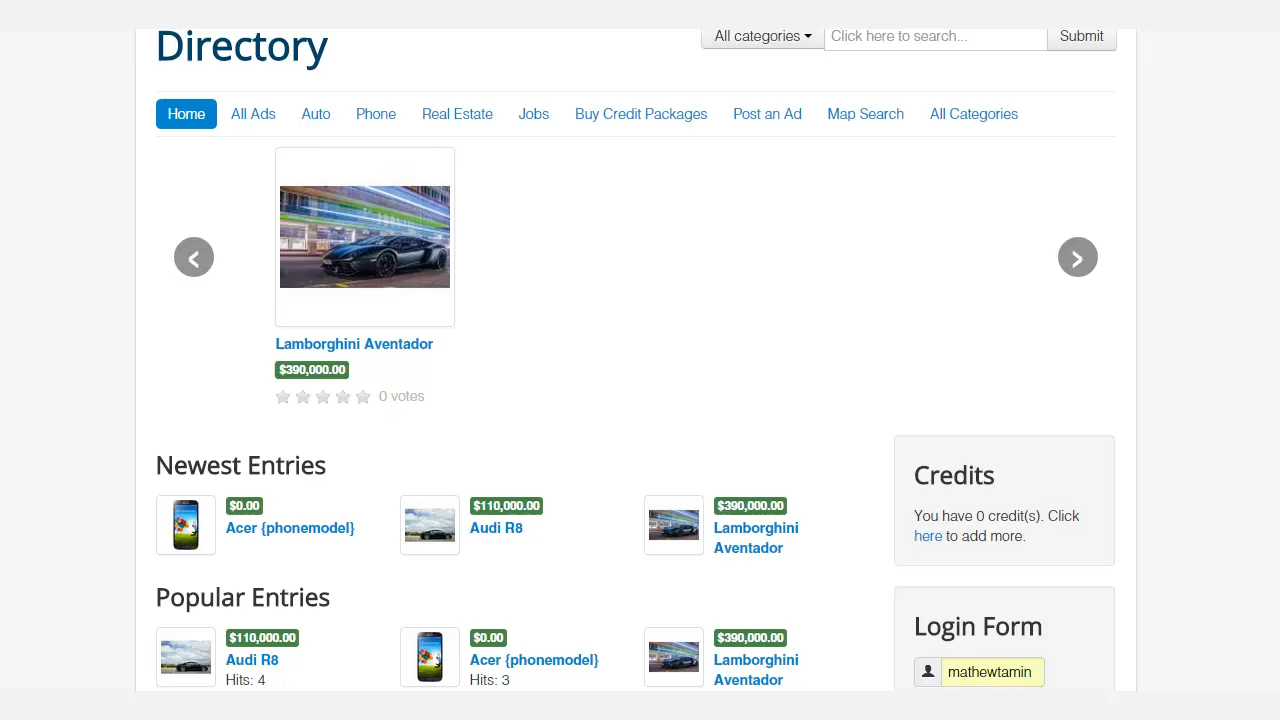 Directory
All categories
Click here to search...
Submit
Home
All Ads
Auto
Phone
Real Estate
Jobs
Buy Credit Packages
Post an Ad
Map Search
All Categories
Lamborghini Aventador
$390,000.00
0 votes
Newest Entries
$0.00
Acer {phonemodel}
$110,000.00
Audi R8
$390,000.00
Lamborghini
Aventador
Popular Entries
$110,000.00
Audi R8
Hits: 4
$0.00
Acer {phonemodel}
Hits: 3
$390,000.00
Lamborghini
Aventador
Credits
You have 0 credit(s). Click
here to add more.
Login Form
mathewtamin